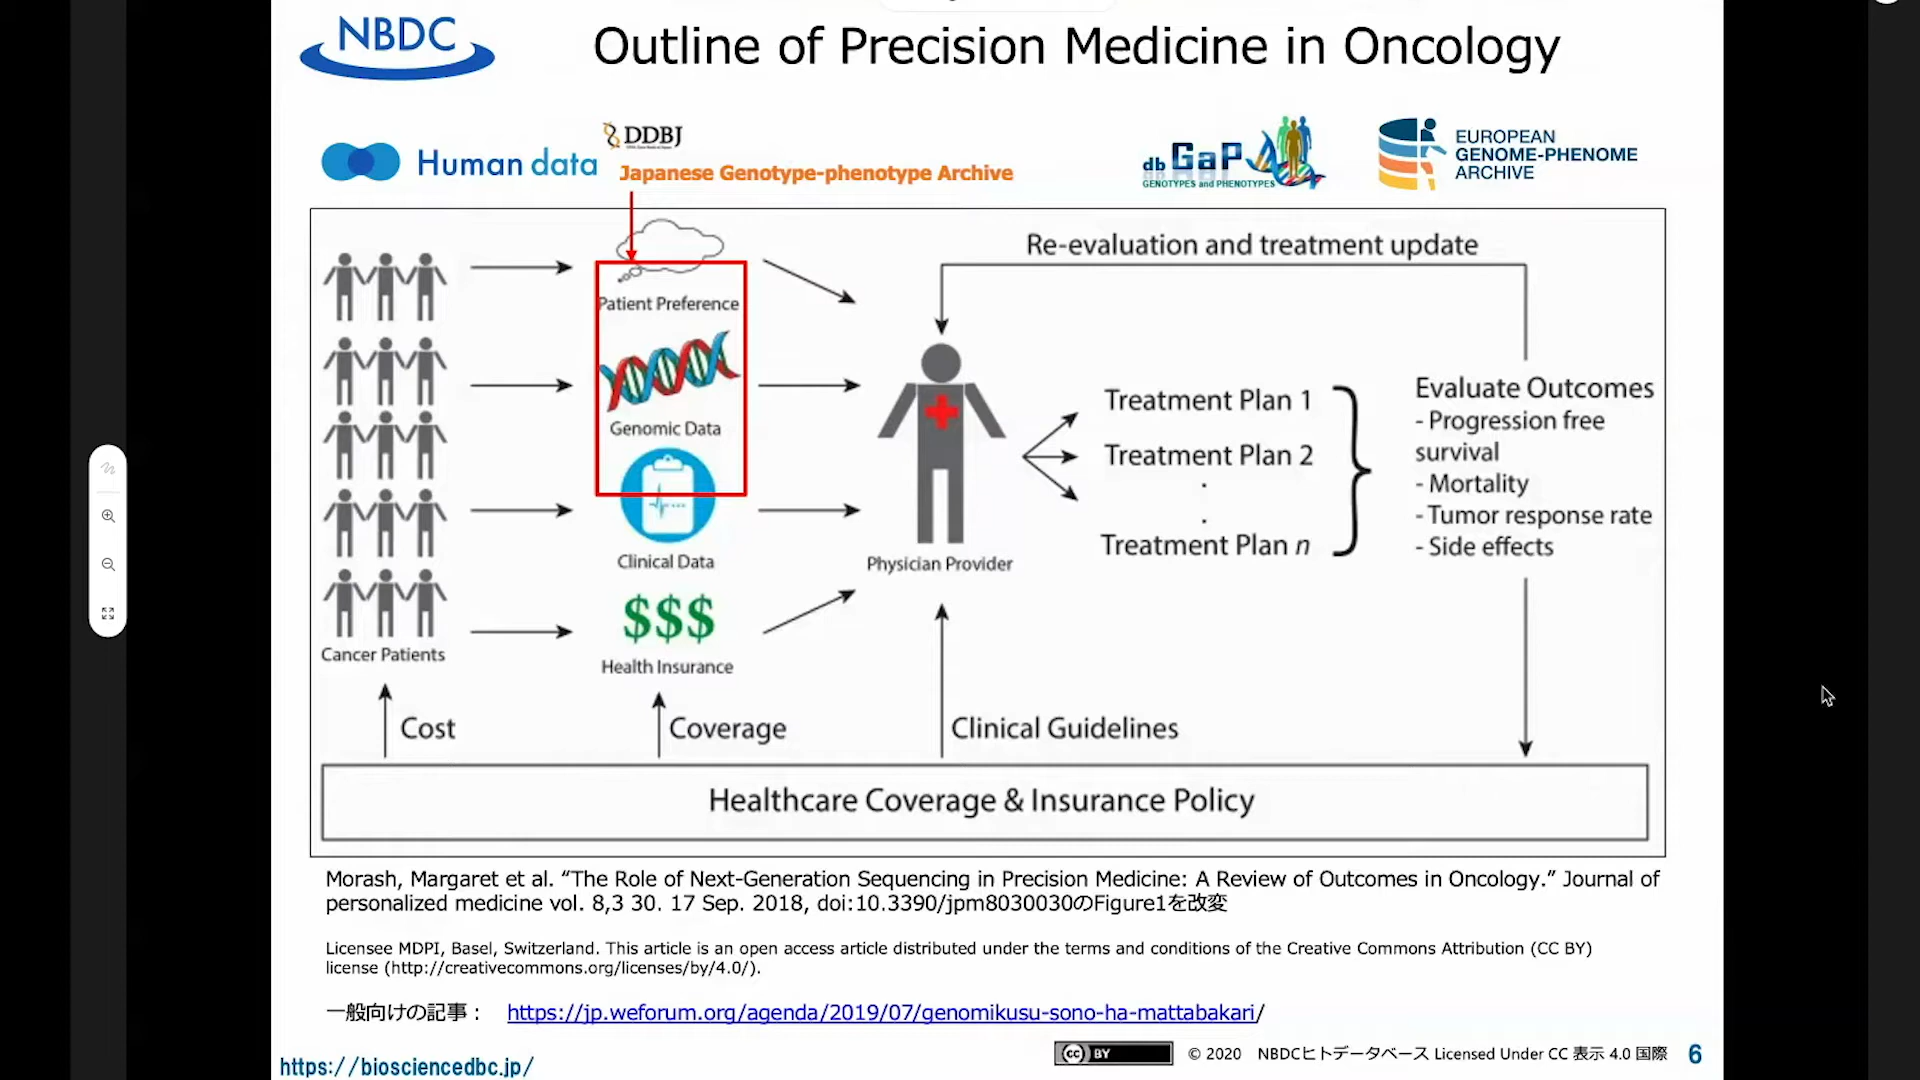 NBDC
Outline of Precision Medicine in Oncology
Human data
DDBJ
Japanese Genotype-phenotype Archive
db GaP
GENOTYPES and PHENOTYPES
EUROPEAN
GENOME-PHENOME
ARCHIVE
Re-evaluation and treatment update
Patient Preference
Genomic Data
Clinical Data
$$$
Health Insurance
Cancer Patients
Physician Provider
Treatment Plan 1
Treatment Plan 2
.
.
Treatment Plan n
Evaluate Outcomes
- Progression free
survival
- Mortality
- Tumor response rate
- Side effects
Cost
Coverage
Clinical Guidelines
Healthcare Coverage & Insurance Policy
Morash, Margaret et al. “The Role of Next-Generation Sequencing in Precision Medicine: A Review of Outcomes in Oncology.” Journal of
personalized medicine vol. 8,3 30. 17 Sep. 2018, doi:10.3390/jpm8030030のFigure1を改変
Licensee MDPI, Basel, Switzerland. This article is an open access article distributed under the terms and conditions of the Creative Commons Attribution (CC BY)
license (http://creativecommons.org/licenses/by/4.0/).
一般向けの記事： https://jp.weforum.org/agenda/2019/07/genomikusu-sono-ha-mattabakari/
https://biosciencedbc.jp/
cc BY
© 2020 NBDCヒトデータベース Licensed Under CC 表示 4.0 国際
6